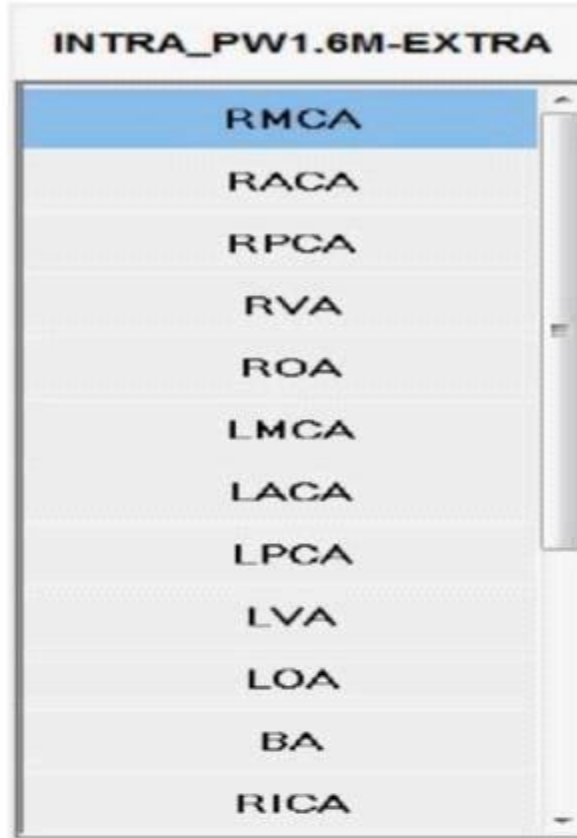 INTRA_PW1.6M-EXTRA
RMCA
RACA
RPCA
RVA
ROA
LMCA
LACA
LPCA
LVA
LOA
BA
RICA